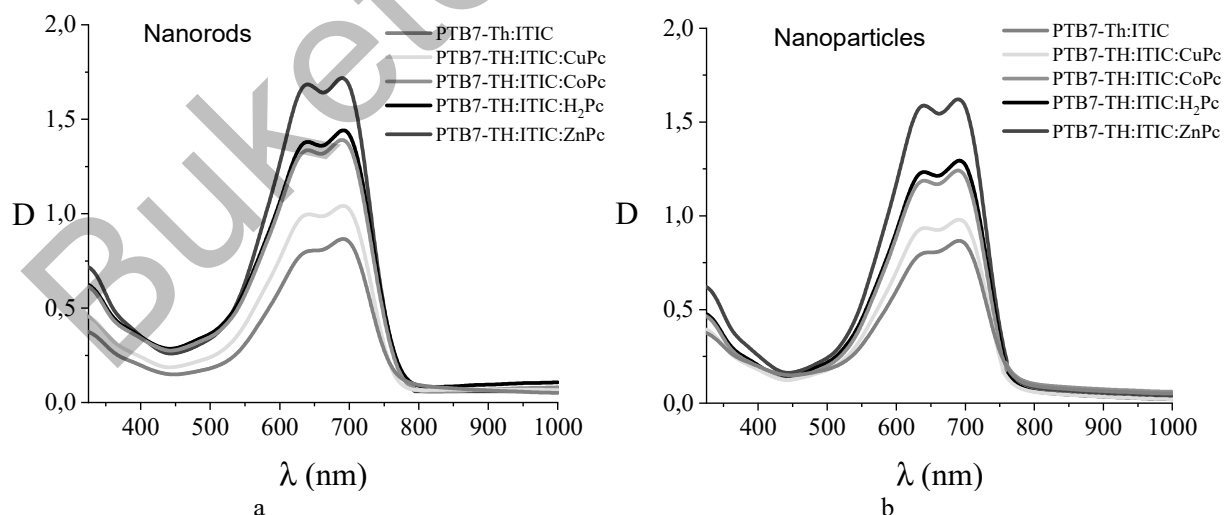 Nanorods
PTB7-Th:ITIC
PTB7-TH:ITIC:CuPc
PTB7-TH:ITIC:CoPc
PTB7-TH:ITIC:H₂Pc
PTB7-TH:ITIC:ZnPc
2,0
1,5
1,0
0,5
0,0
D
400 500 600 700 800 900 1000
λ (nm)
a
Nanoparticles
PTB7-Th:ITIC
PTB7-TH:ITIC:CuPc
PTB7-TH:ITIC:CoPc
PTB7-TH:ITIC:H₂Pc
PTB7-TH:ITIC:ZnPc
2,0
1,5
1,0
0,5
0,0
D
400 500 600 700 800 900 1000
λ (nm)
b
Buket